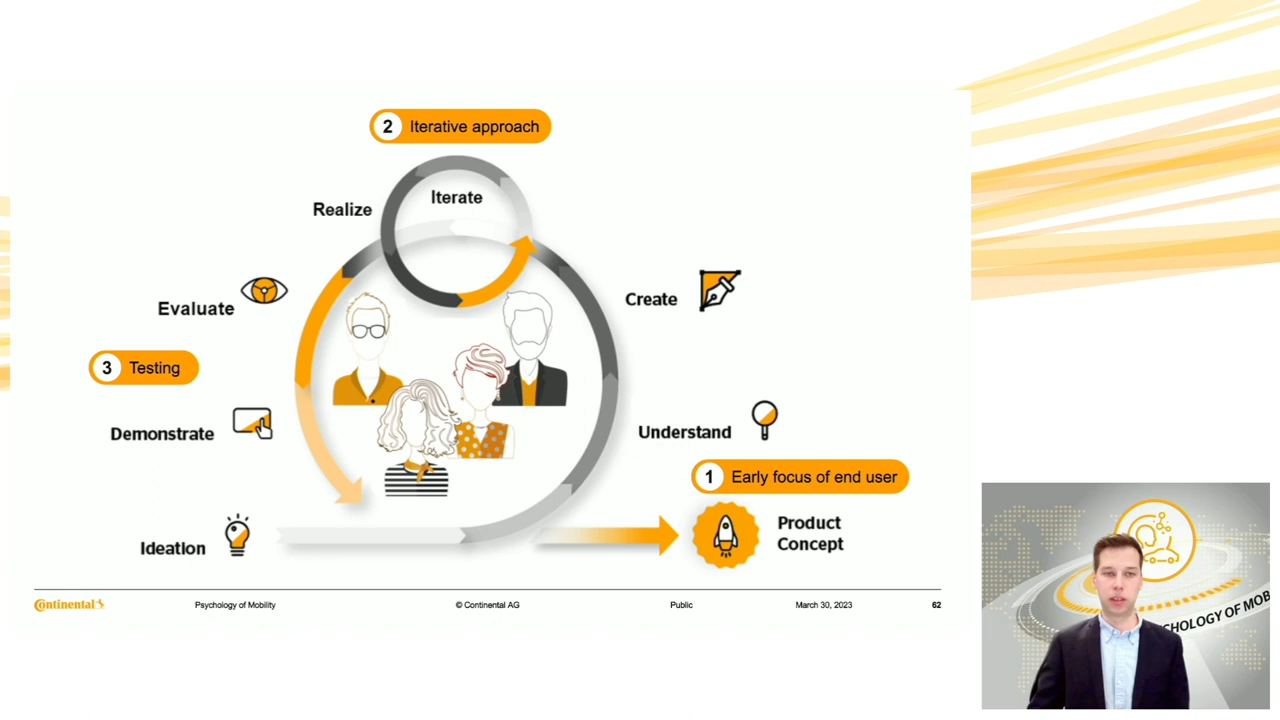 2 Iterative approach
Iterate
Realize
Evaluate
Create
3 Testing
Demonstrate
Understand
1 Early focus of end user
Product
Concept
Ideation
Continental
Psychology of Mobility
© Continental AG
Public
March 30, 2023
62
CHOLOGY OF MOB